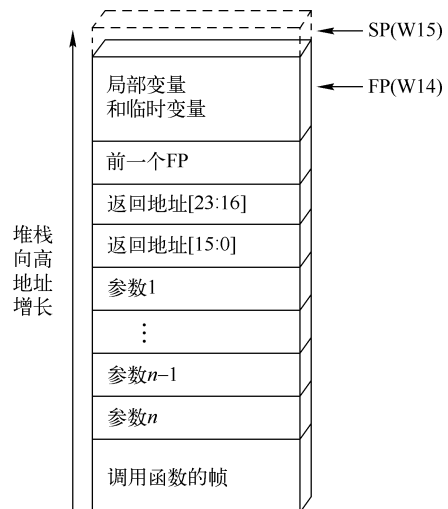 SP(W15)
局部变量
和临时变量
FP(W14)
前一个FP
返回地址[23:16]
返回地址[15:0]
堆栈
向高
地址
增长
参数1
⋮
参数n–1
参数n
调用函数的帧